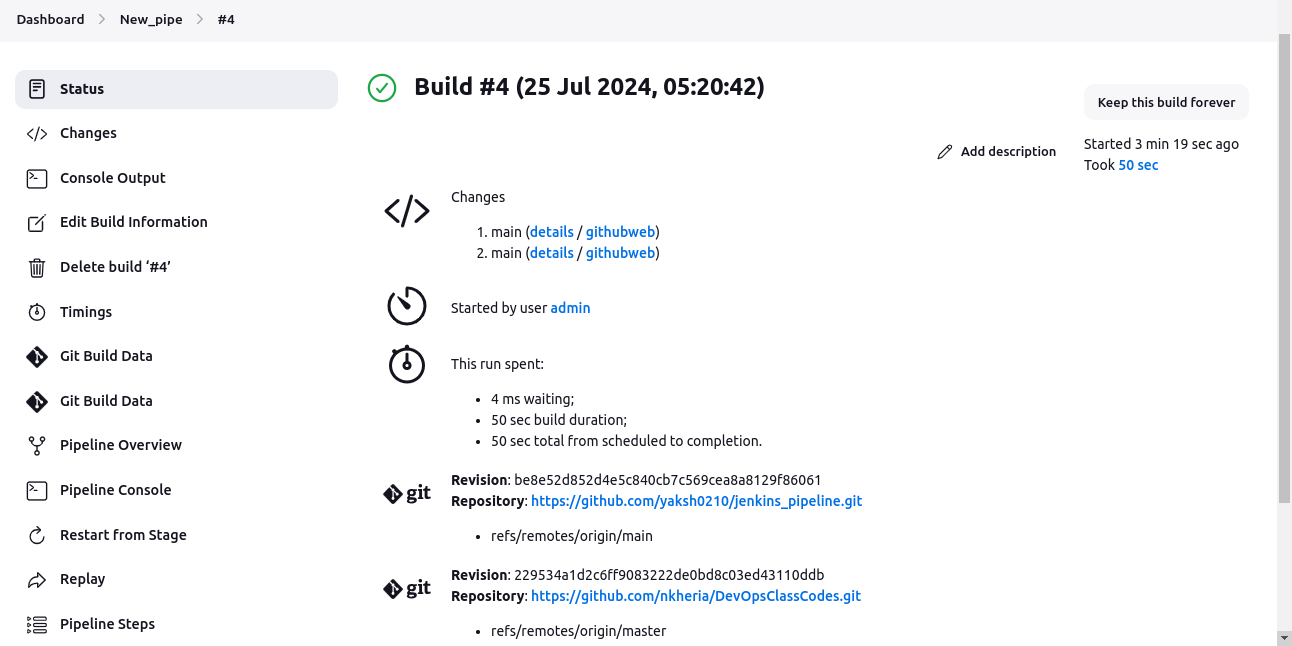 Dashboard > New_pipe > #4
Status
Changes
Console Output
Edit Build Information
Delete build ‘#4’
Timings
Git Build Data
Git Build Data
Pipeline Overview
Pipeline Console
Restart from Stage
Replay
Pipeline Steps
Build #4 (25 Jul 2024, 05:20:42)
Keep this build forever
Add description
Started 3 min 19 sec ago
Took 50 sec
Changes
1. main (details / githubweb)
2. main (details / githubweb)
Started by user admin
This run spent:
• 4 ms waiting;
• 50 sec build duration;
• 50 sec total from scheduled to completion.
git
Revision: be8e52d852d4e5c840cb7c569cea8a8129f86061
Repository: https://github.com/yaksh0210/jenkins_pipeline.git
• refs/remotes/origin/main
git
Revision: 229534a1d2c6ff9083222de0bd8c03ed43110ddb
Repository: https://github.com/nkheria/DevOpsClassCodes.git
• refs/remotes/origin/master